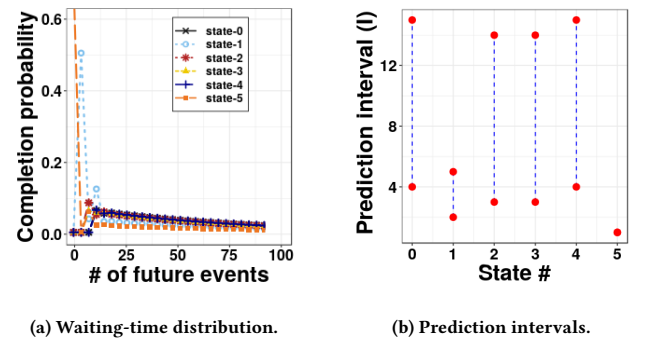 Completion probability
0.6
0.4
0.2
0.0
state-0
state-1
state-2
state-3
state-4
state-5
0 25 50 75 100
# of future events
(a) Waiting-time distribution.
Prediction interval (I)
12
8
4
0 1 2 3 4 5
State #
(b) Prediction intervals.